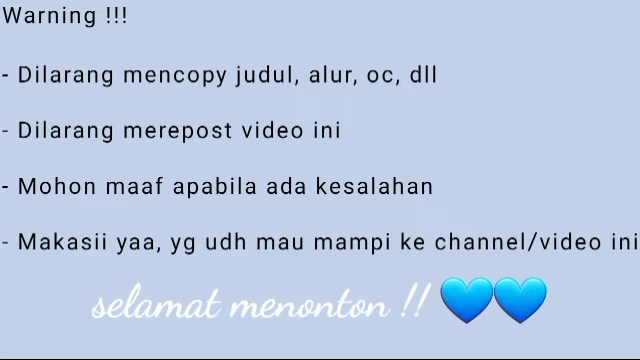 Warning !!!
- Dilarang mencopy judul, alur, oc, dll
- Dilarang merepost video ini
- Mohon maaf apabila ada kesalahan
- Makasii yaa, yg udh mau mampi ke channel/video ini
selamat menonton !! 💙💙